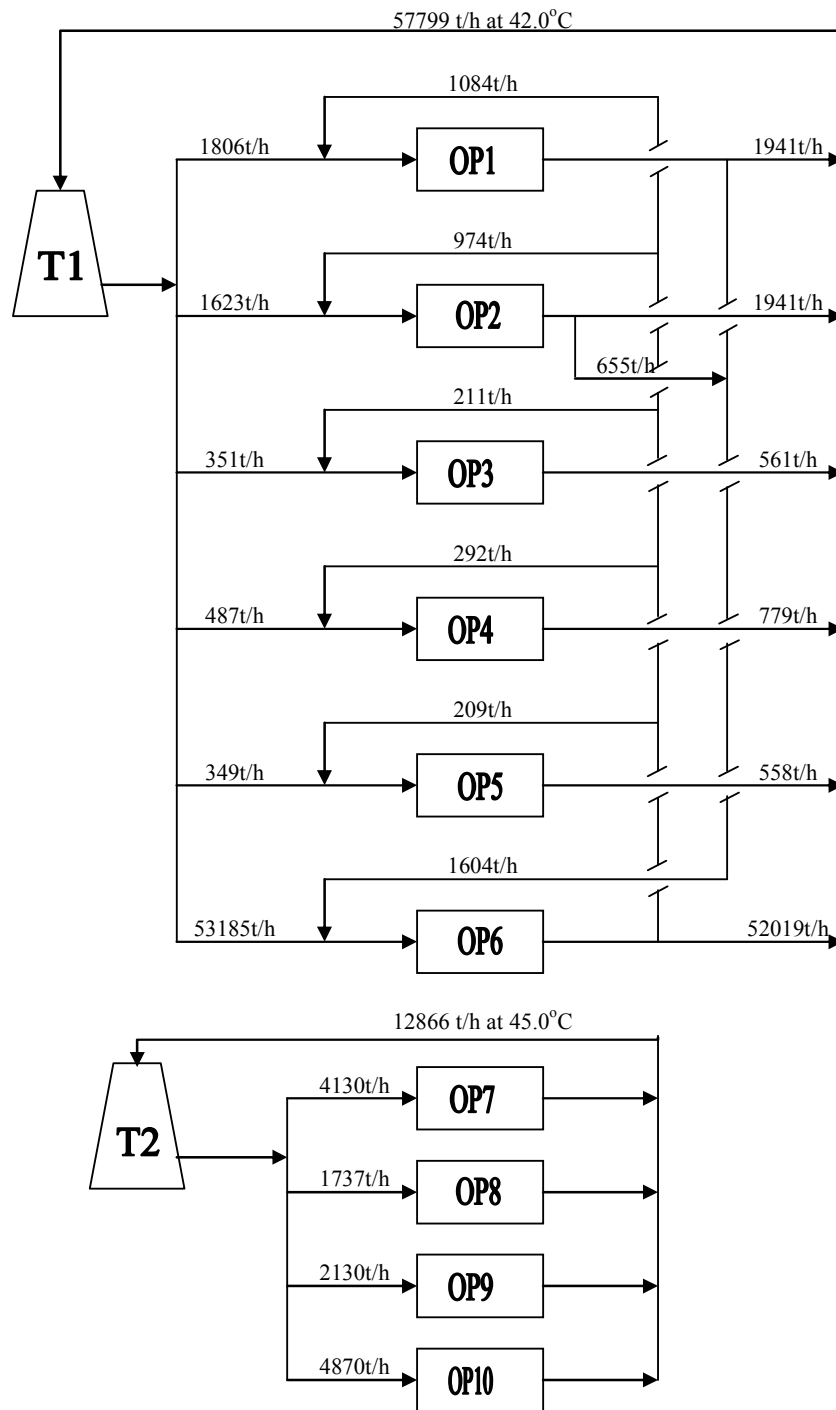 57799 t/h at 42.0°C
1084t/h
1806t/h
OP1
1941t/h
T1
974t/h
1623t/h
OP2
1941t/h
655t/h
211t/h
351t/h
OP3
561t/h
292t/h
487t/h
OP4
779t/h
209t/h
349t/h
OP5
558t/h
1604t/h
53185t/h
OP6
52019t/h
12866 t/h at 45.0°C
4130t/h
OP7
T2
1737t/h
OP8
2130t/h
OP9
4870t/h
OP10